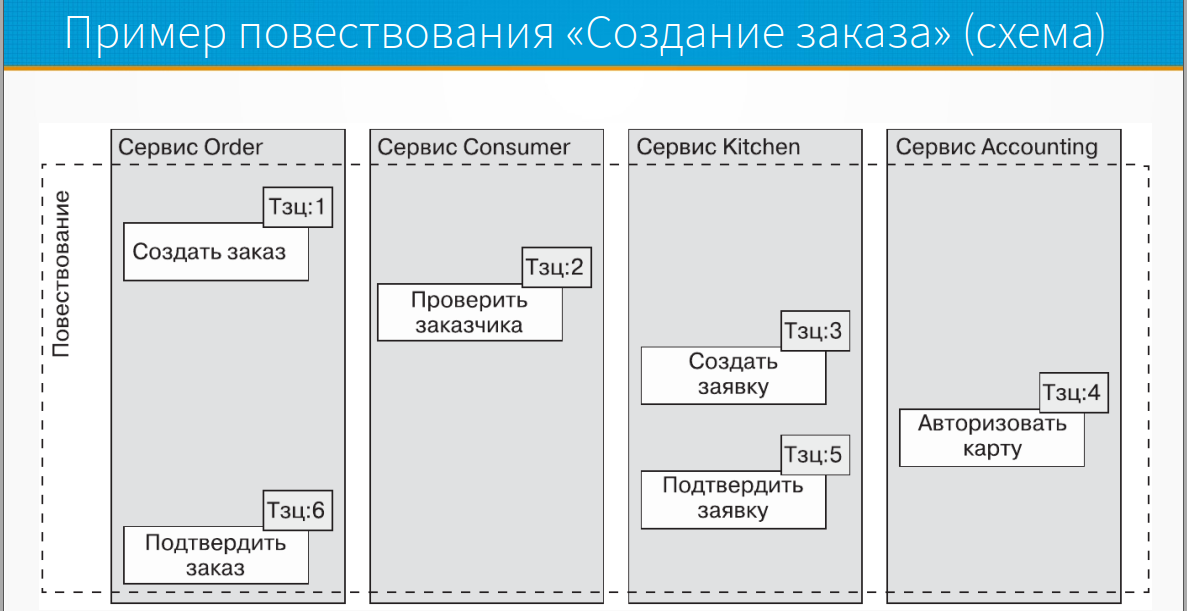 Пример повествования «Создание заказа» (схема)
Сервис Order
Сервис Consumer
Сервис Kitchen
Сервис Accounting
Повествование
Тзц:1
Создать заказ
Тзц:2
Проверить
заказчика
Тзц:3
Создать
заявку
Тзц:4
Авторизовать
карту
Тзц:5
Подтвердить
заявку
Тзц:6
Подтвердить
заказ